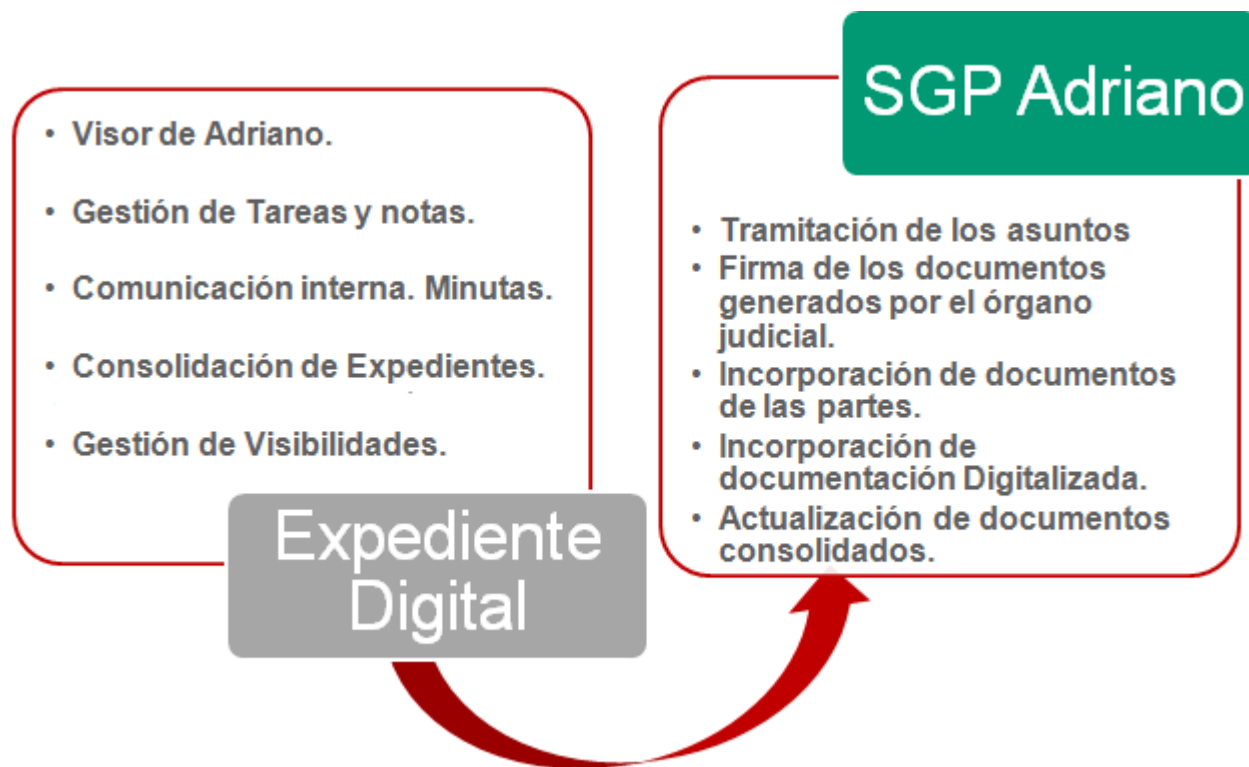 • Visor de Adriano.
• Gestión de Tareas y notas.
• Comunicación interna. Minutas.
• Consolidación de Expedientes.
• Gestión de Visibilidades.
Expediente
Digital
SGP Adriano
• Tramitación de los asuntos
• Firma de los documentos
generados por el órgano
judicial.
• Incorporación de documentos
de las partes.
• Incorporación de
documentación Digitalizada.
• Actualización de documentos
consolidados.